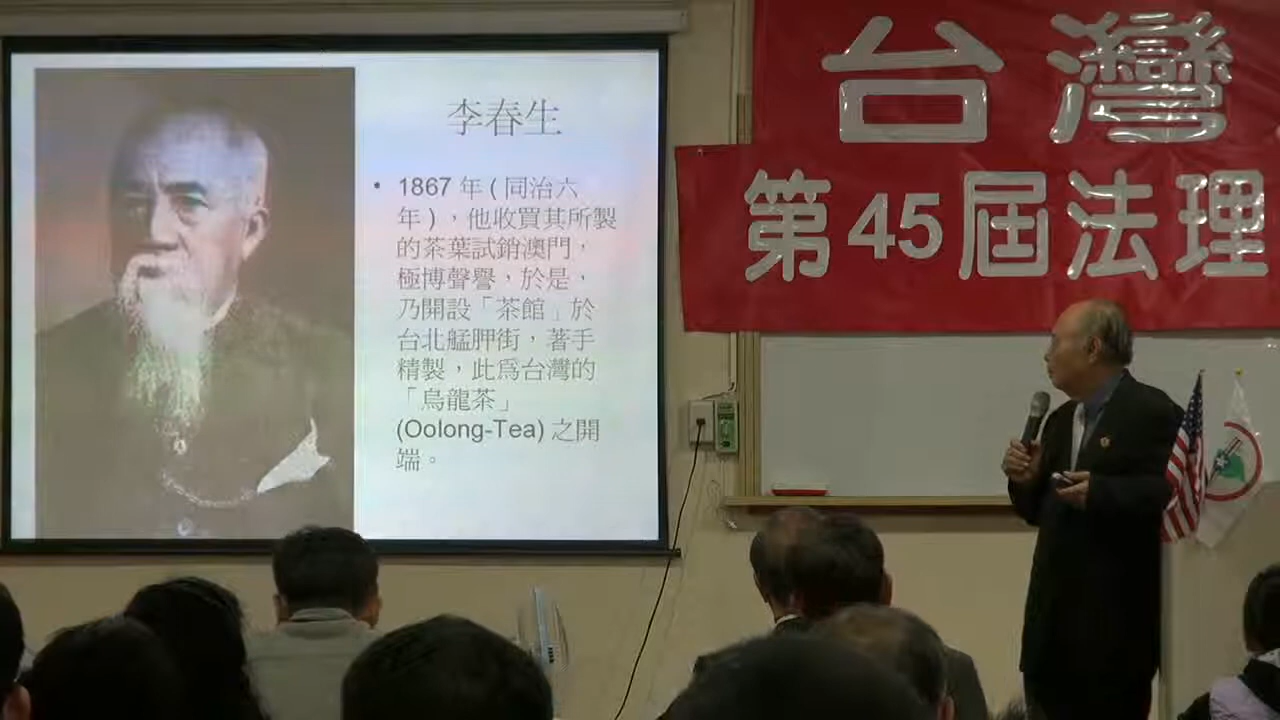 李春生
• 1867 年 ( 同治六
年 ) ，他收買其所製
的茶葉試銷澳門，
極博聲譽，於是，
乃開設「茶館」於
台北艋舺街，著手
精製，此為台灣的
「烏龍茶」
(Oolong-Tea) 之開
端。
台灣
第45屆法理